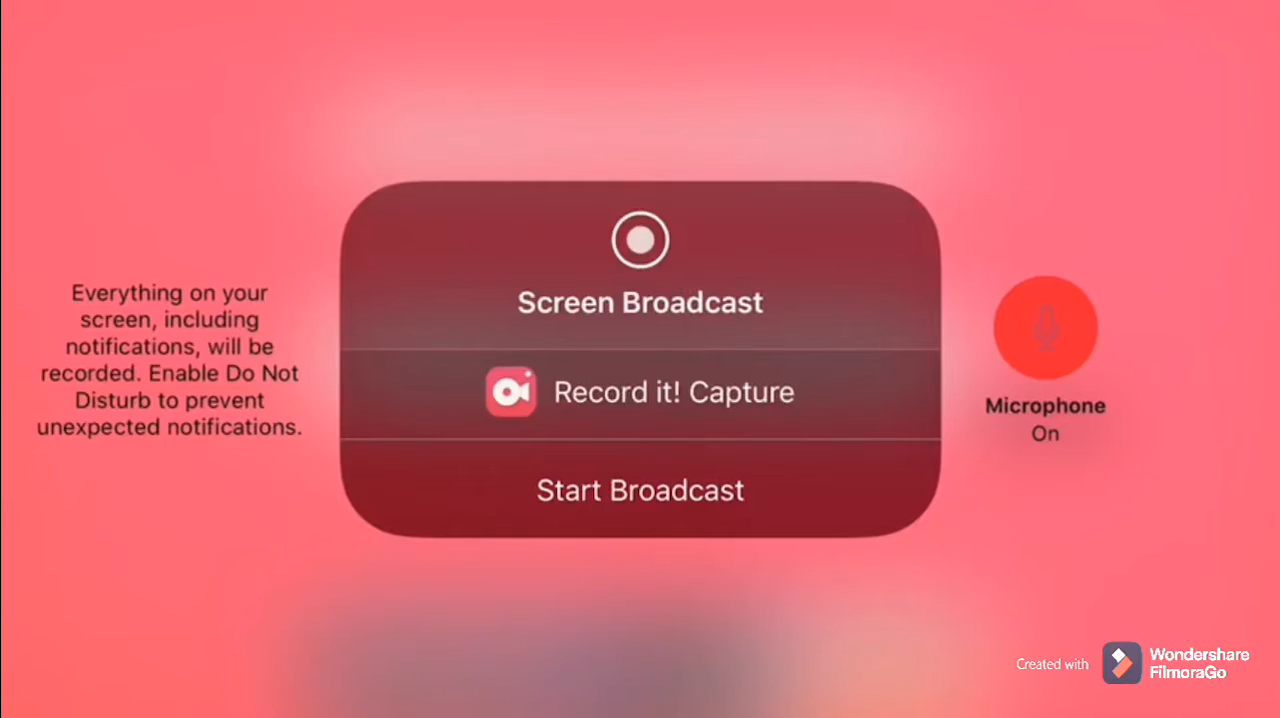 Everything on your
screen, including
notifications, will be
recorded. Enable Do Not
Disturb to prevent
unexpected notifications.
Screen Broadcast
Record it! Capture
Start Broadcast
Microphone
On
Created with
Wondershare
FilmoraGo